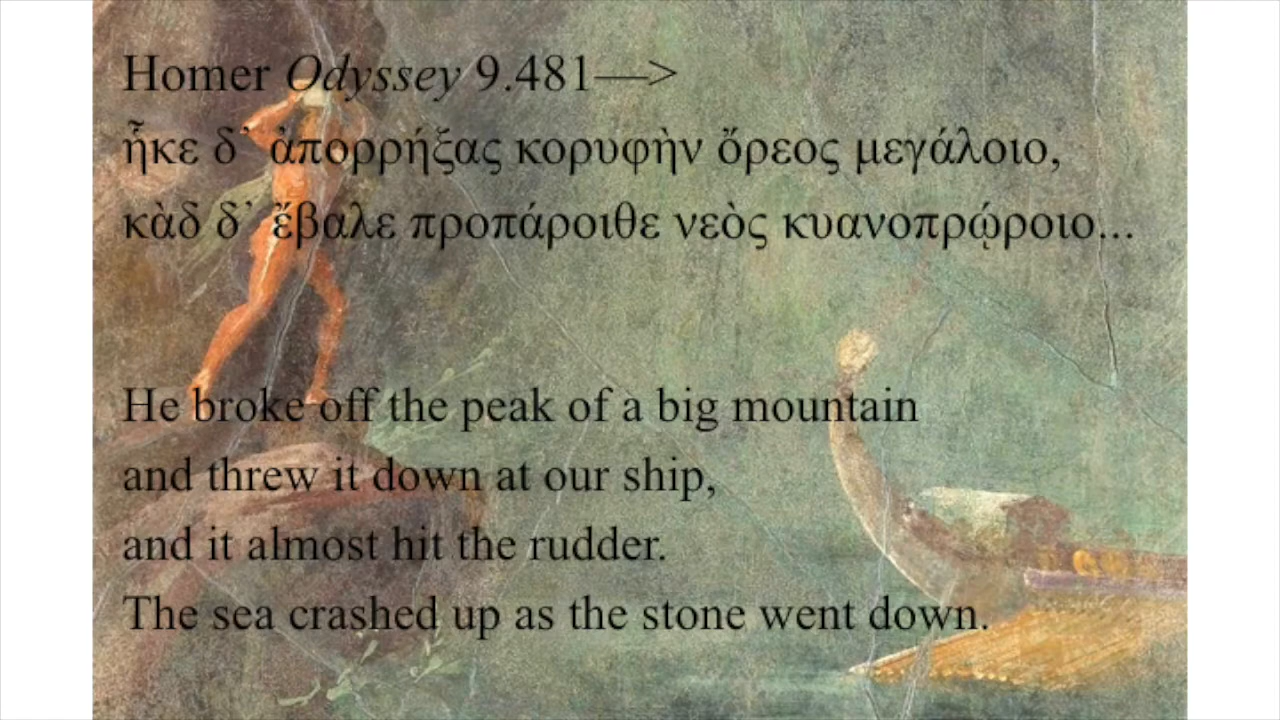 Homer Odyssey 9.481—>
ἧκε δ᾽ ἀπορρήξας κορυφὴν ὄρεος μεγάλοιο,
κὰδ δ᾽ ἔβαλε προπάροιθε νεὸς κυανοπρῴροιο...
He broke off the peak of a big mountain
and threw it down at our ship,
and it almost hit the rudder.
The sea crashed up as the stone went down.